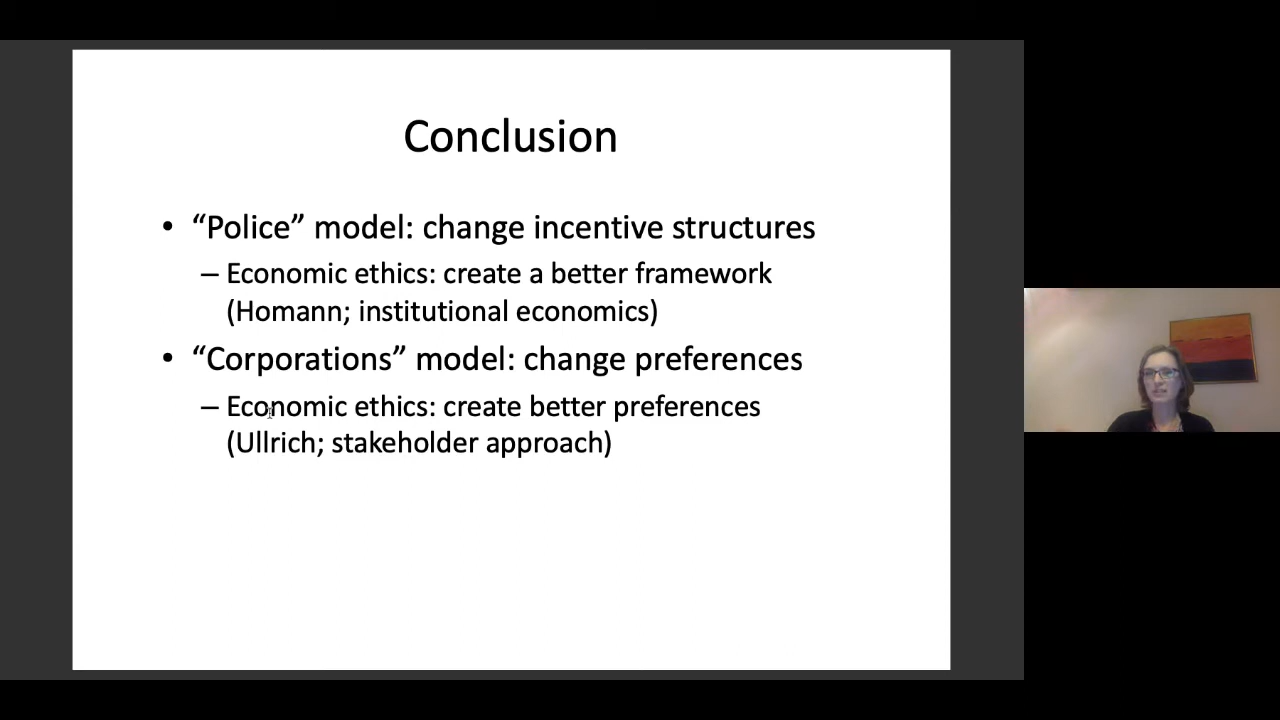 Conclusion
• “Police” model: change incentive structures
– Economic ethics: create a better framework
(Homann; institutional economics)
• “Corporations” model: change preferences
– Economic ethics: create better preferences
(Ullrich; stakeholder approach)